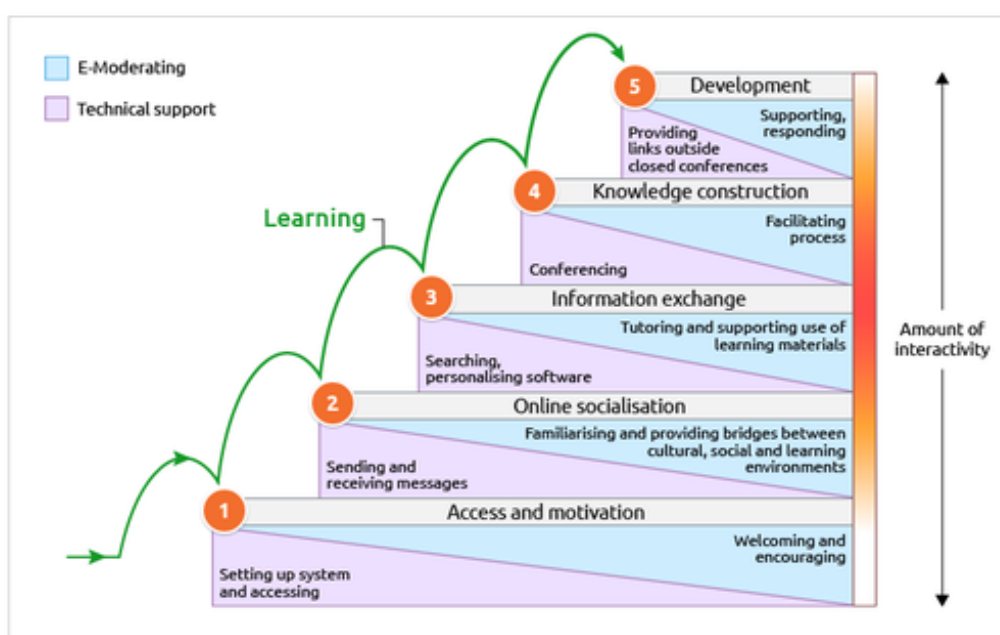 E-Moderating
Technical support
Learning
5
Development
Supporting,
responding
Providing
links outside
closed conferences
4
Knowledge construction
Facilitating
process
Conferencing
3
Information exchange
Tutoring and supporting use of
learning materials
Searching,
personalising software
2
Online socialisation
Familiarising and providing bridges between
cultural, social and learning
environments
Sending and
receiving messages
1
Access and motivation
Welcoming and
encouraging
Setting up system
and accessing
Amount of
interactivity